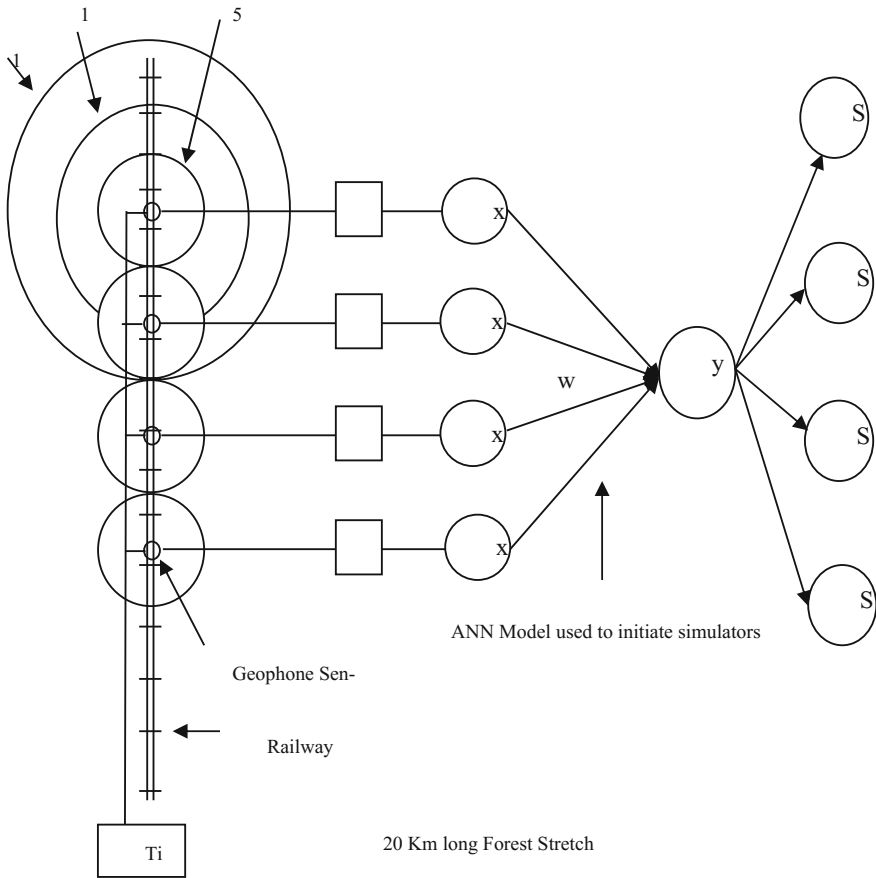 1
1
5
x
x
w
x
x
y
S
S
S
S
ANN Model used to initiate simulators
Geophone Sen-
Railway
Ti
20 Km long Forest Stretch